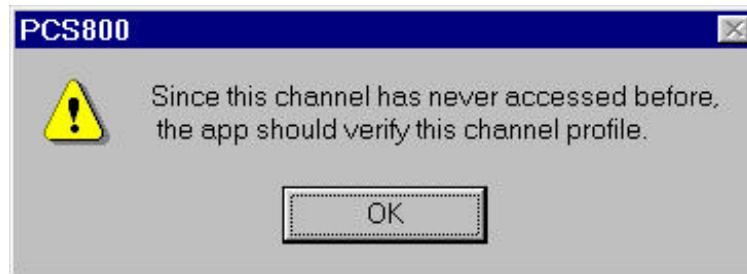 PCS800
Since this channel has never accessed before,
the app should verify this channel profile.
OK